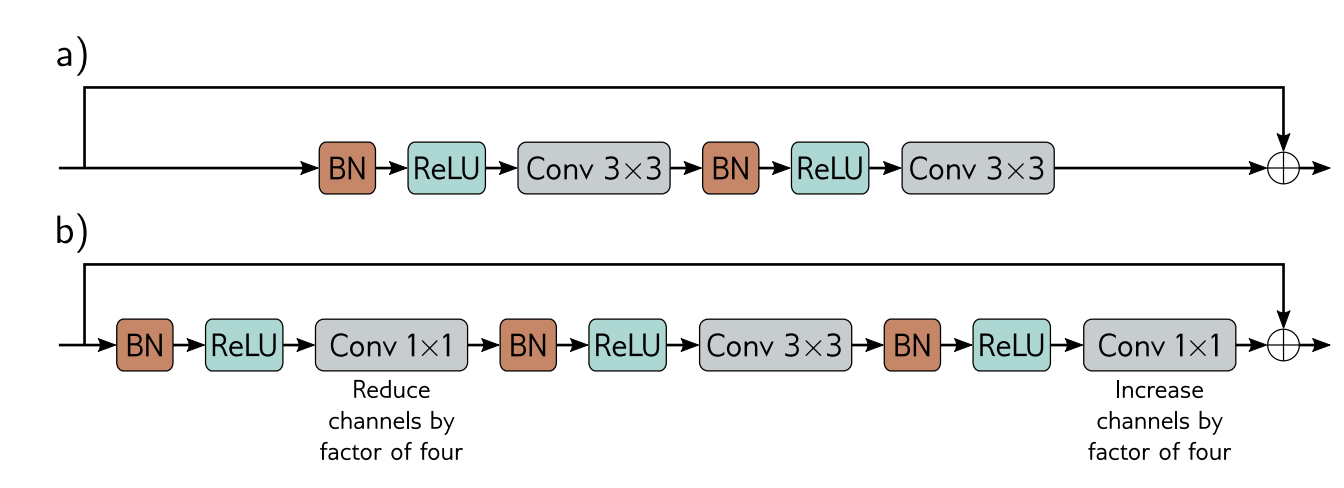 a)
BN ReLU Conv 3×3 BN ReLU Conv 3×3
b)
BN ReLU Conv 1×1 BN ReLU Conv 3×3 BN ReLU Conv 1×1
Reduce
channels by
factor of four
Increase
channels by
factor of four